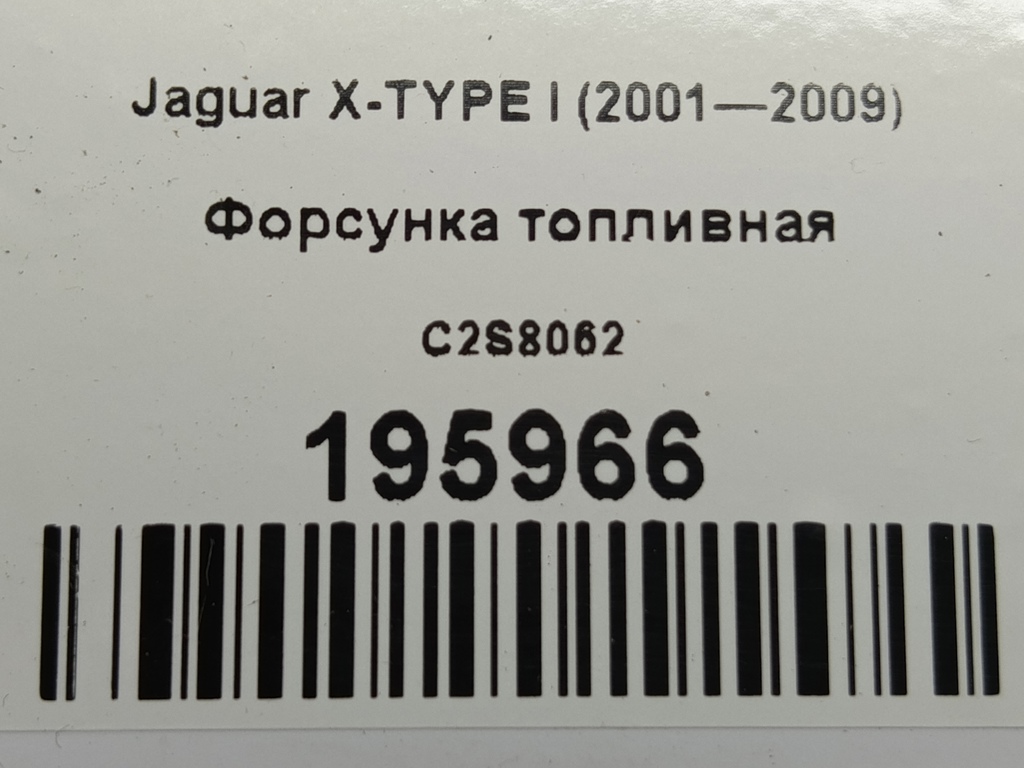 Jaguar X-TYPE I (2001—2009)
Форсунка топливная
C2S8062
195966